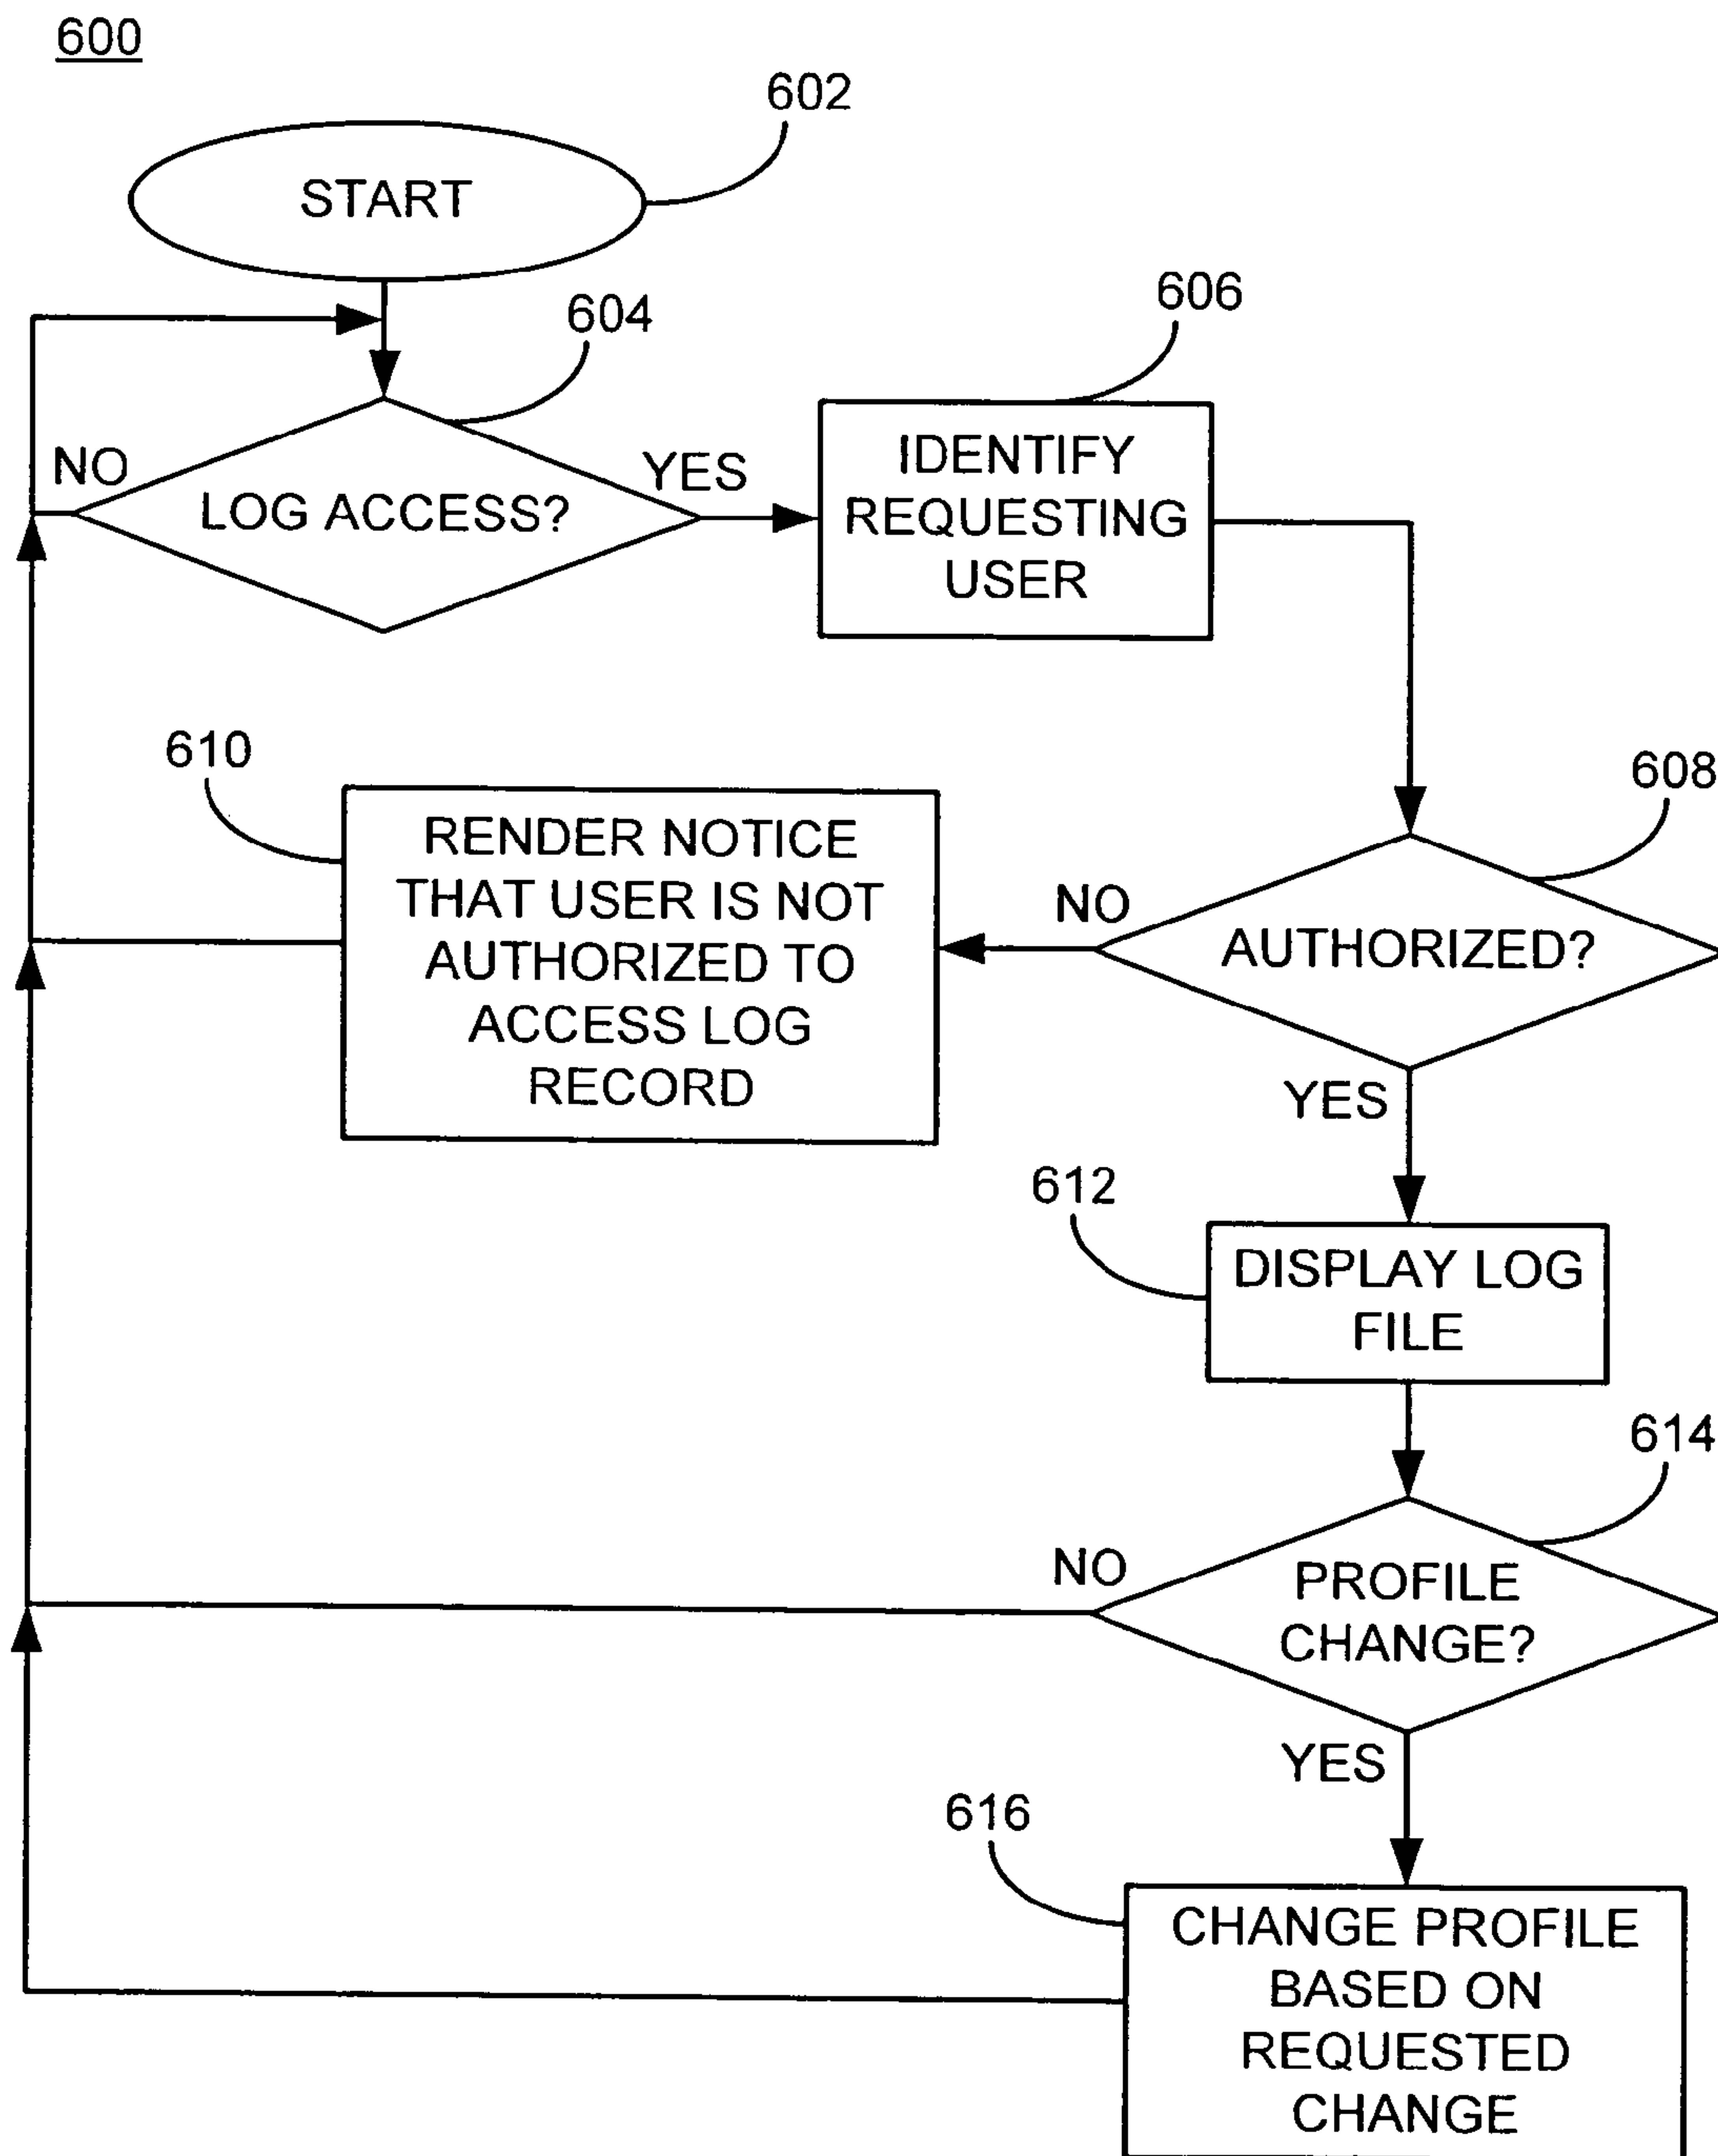 600
602
START
604
606
NO
LOG ACCESS?
YES
IDENTIFY
REQUESTING
USER
610
608
RENDER NOTICE
THAT USER IS NOT
AUTHORIZED TO
ACCESS LOG
RECORD
NO
AUTHORIZED?
YES
612
DISPLAY LOG
FILE
614
NO
PROFILE
CHANGE?
YES
616
CHANGE PROFILE
BASED ON
REQUESTED
CHANGE